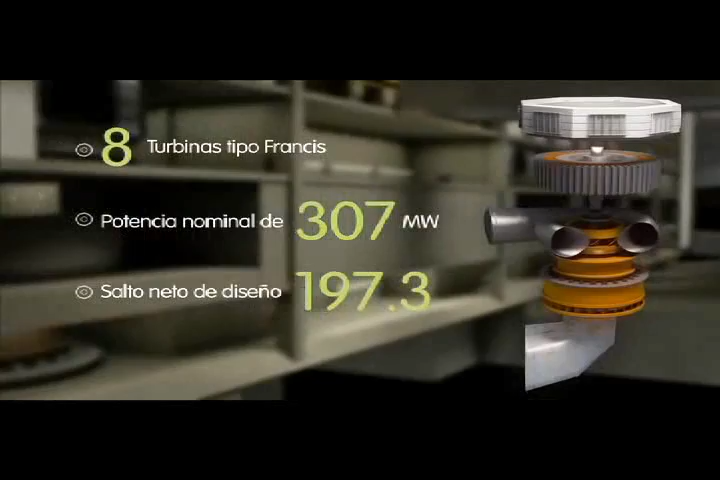 8 Turbinas tipo Francis
Potencia nominal de 307 MW
Salto neto de diseño 197.3